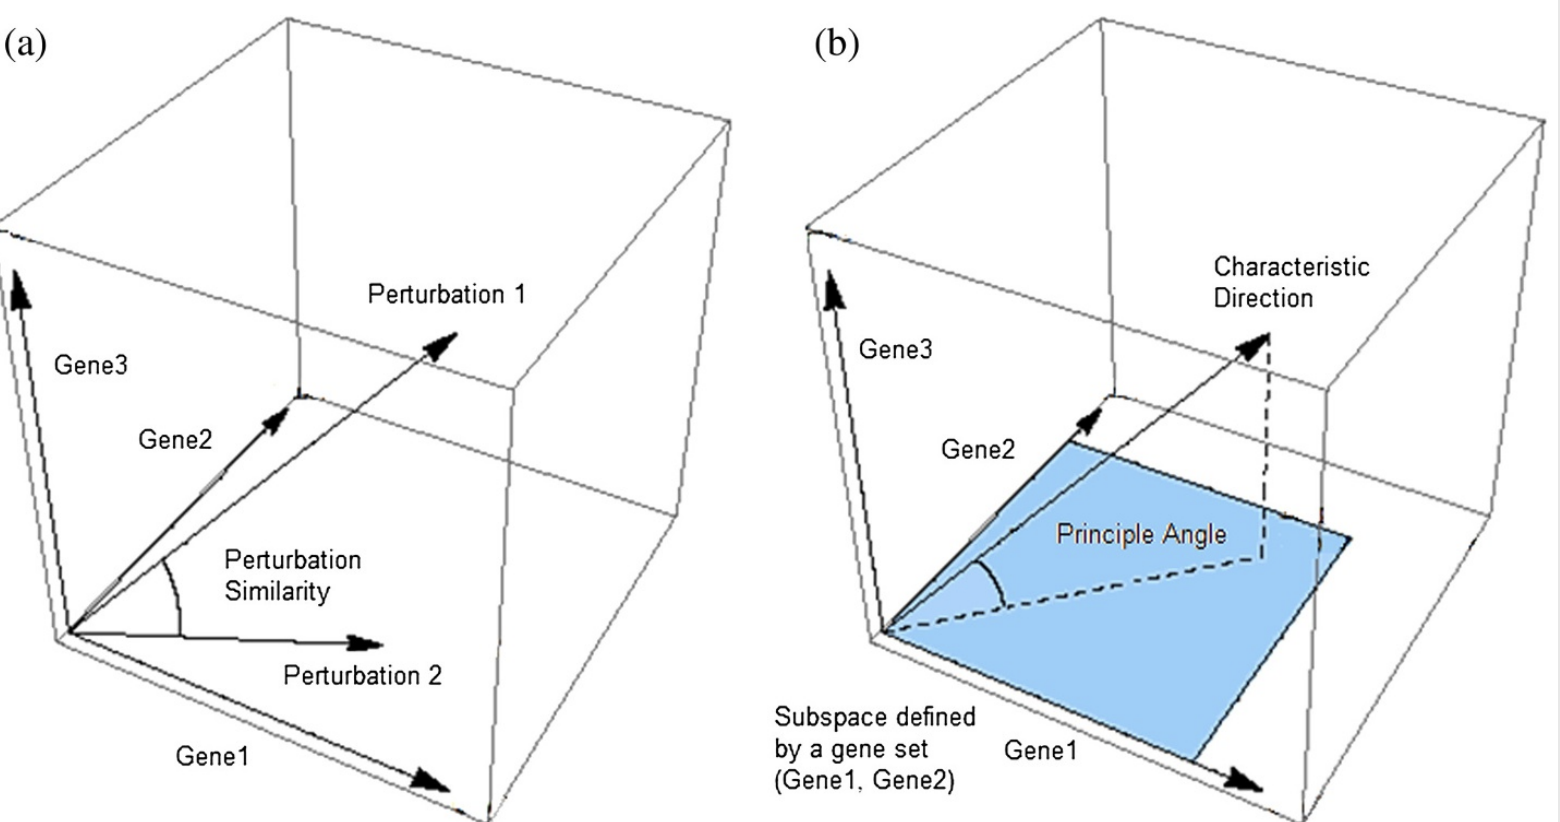 (a)
Perturbation 1
Gene3
Gene2
Perturbation
Similarity
Perturbation 2
Gene1
(b)
Characteristic
Direction
Gene3
Gene2
Principle Angle
Subspace defined
by a gene set
(Gene1, Gene2)
Gene1